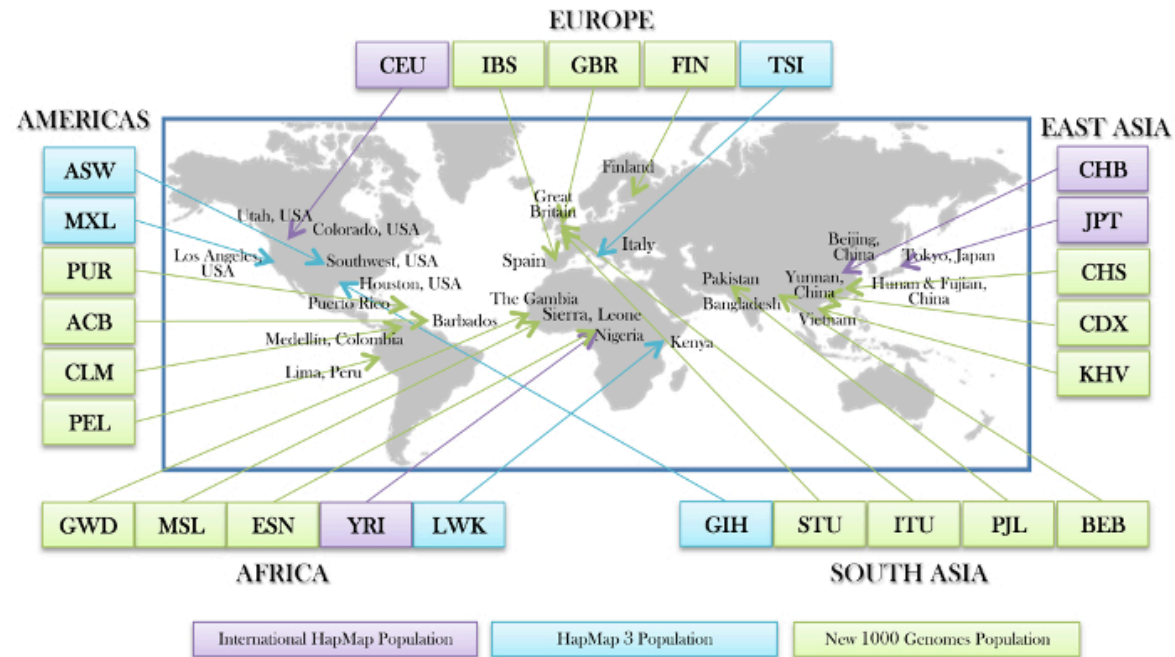 EUROPE
CEU IBS GBR FIN TSI
AMERICAS
EAST ASIA
ASW
MXL
PUR
ACB
CLM
PEL
CHB
JPT
CHS
CDX
KHV
Finland
Great
Britain
Utah, USA
Colorado, USA
Los Angeles,
USA
Southwest, USA
Houston, USA
Puerto Rico
Barbados
Medellín, Colombia
Lima, Peru
Spain
Italy
The Gambia
Sierra, Leone
Nigeria
Kenya
Pakistan
Bangladesh
Beijing,
China
Tokyo, Japan
Yunnan,
China
Hunan & Fujian,
China
Vietnam
GWD MSL ESN YRI LWK
GIH STU ITU PJL BEB
AFRICA
SOUTH ASIA
International HapMap Population
HapMap 3 Population
New 1000 Genomes Population